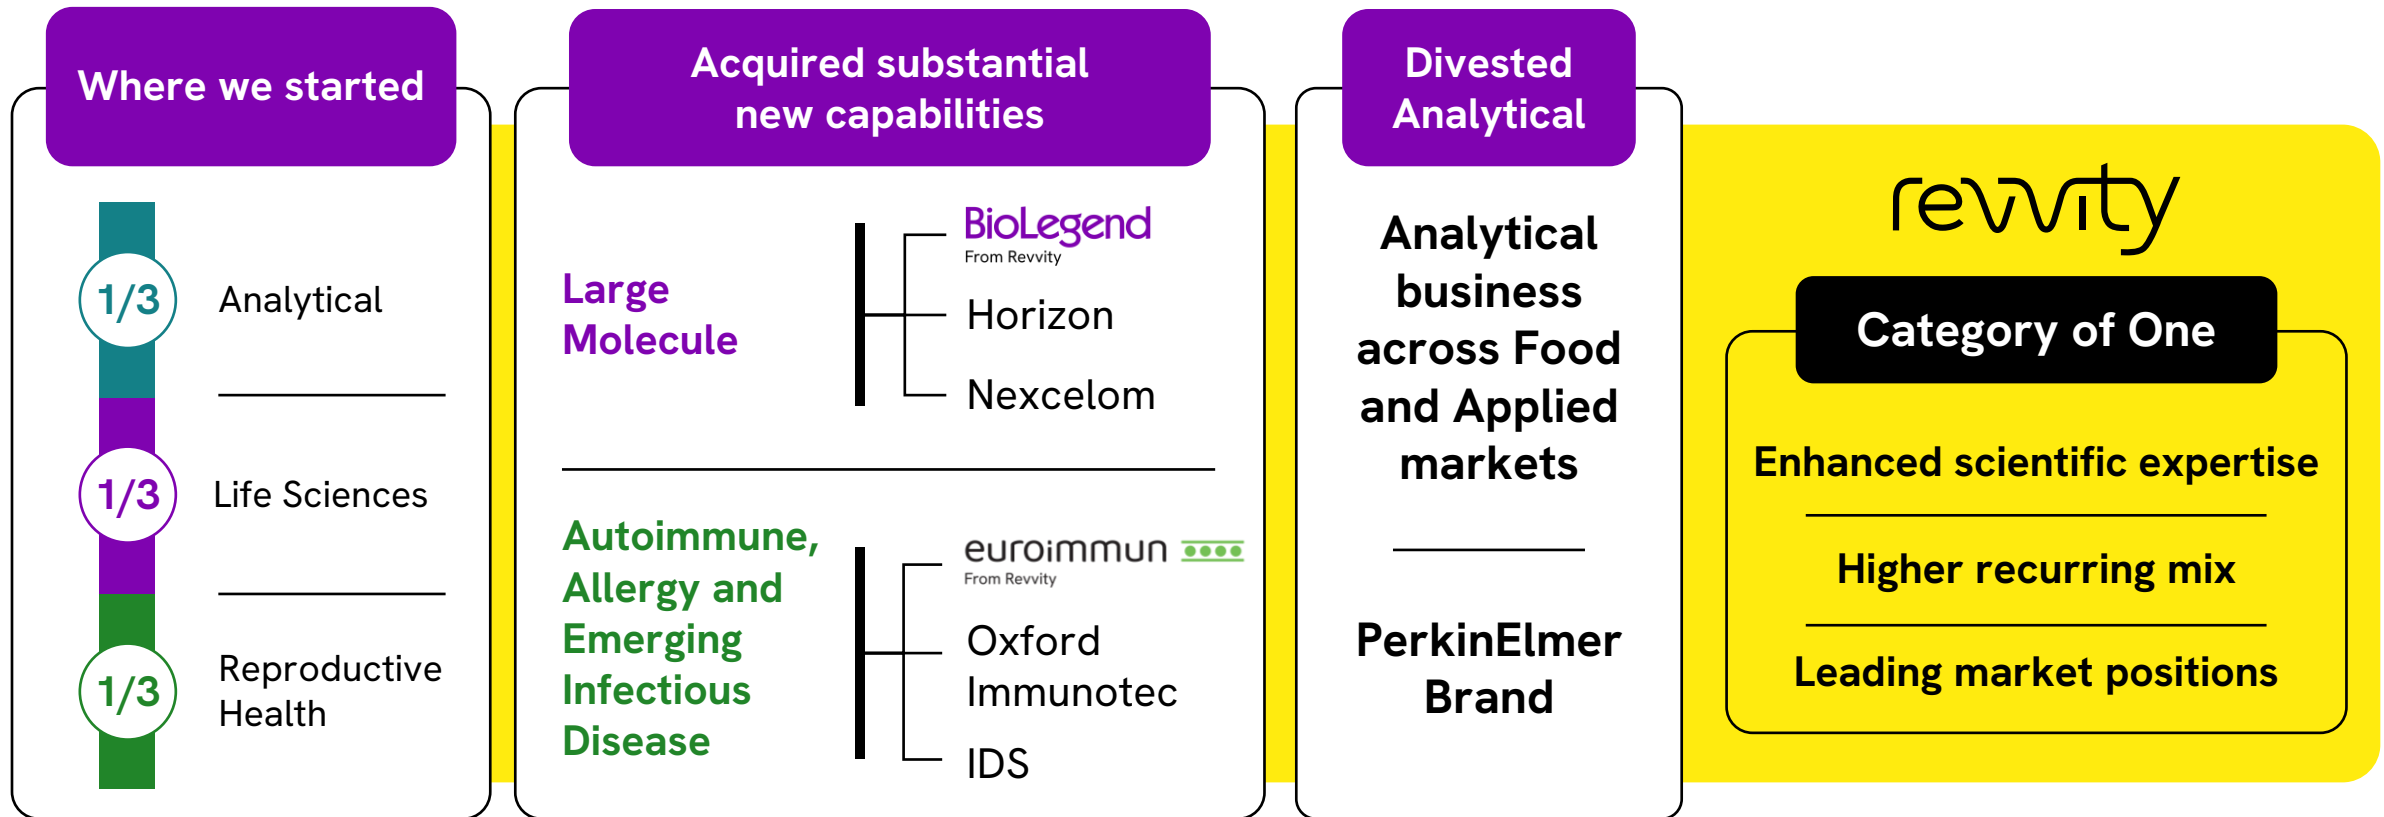 Where we started
1/3
Analytical
1/3
Life Sciences
1/3
Reproductive
Health
Acquired substantial
new capabilities
Large
Molecule
BioLegend
From Revvity
Horizon
Nexcelom
Autoimmune,
Allergy and
Emerging
Infectious
Disease
euroimmun
From Revvity
Oxford
Immunotec
IDS
Divested
Analytical
Analytical
business
across Food
and Applied
markets
PerkinElmer
Brand
revvity
Category of One
Enhanced scientific expertise
Higher recurring mix
Leading market positions